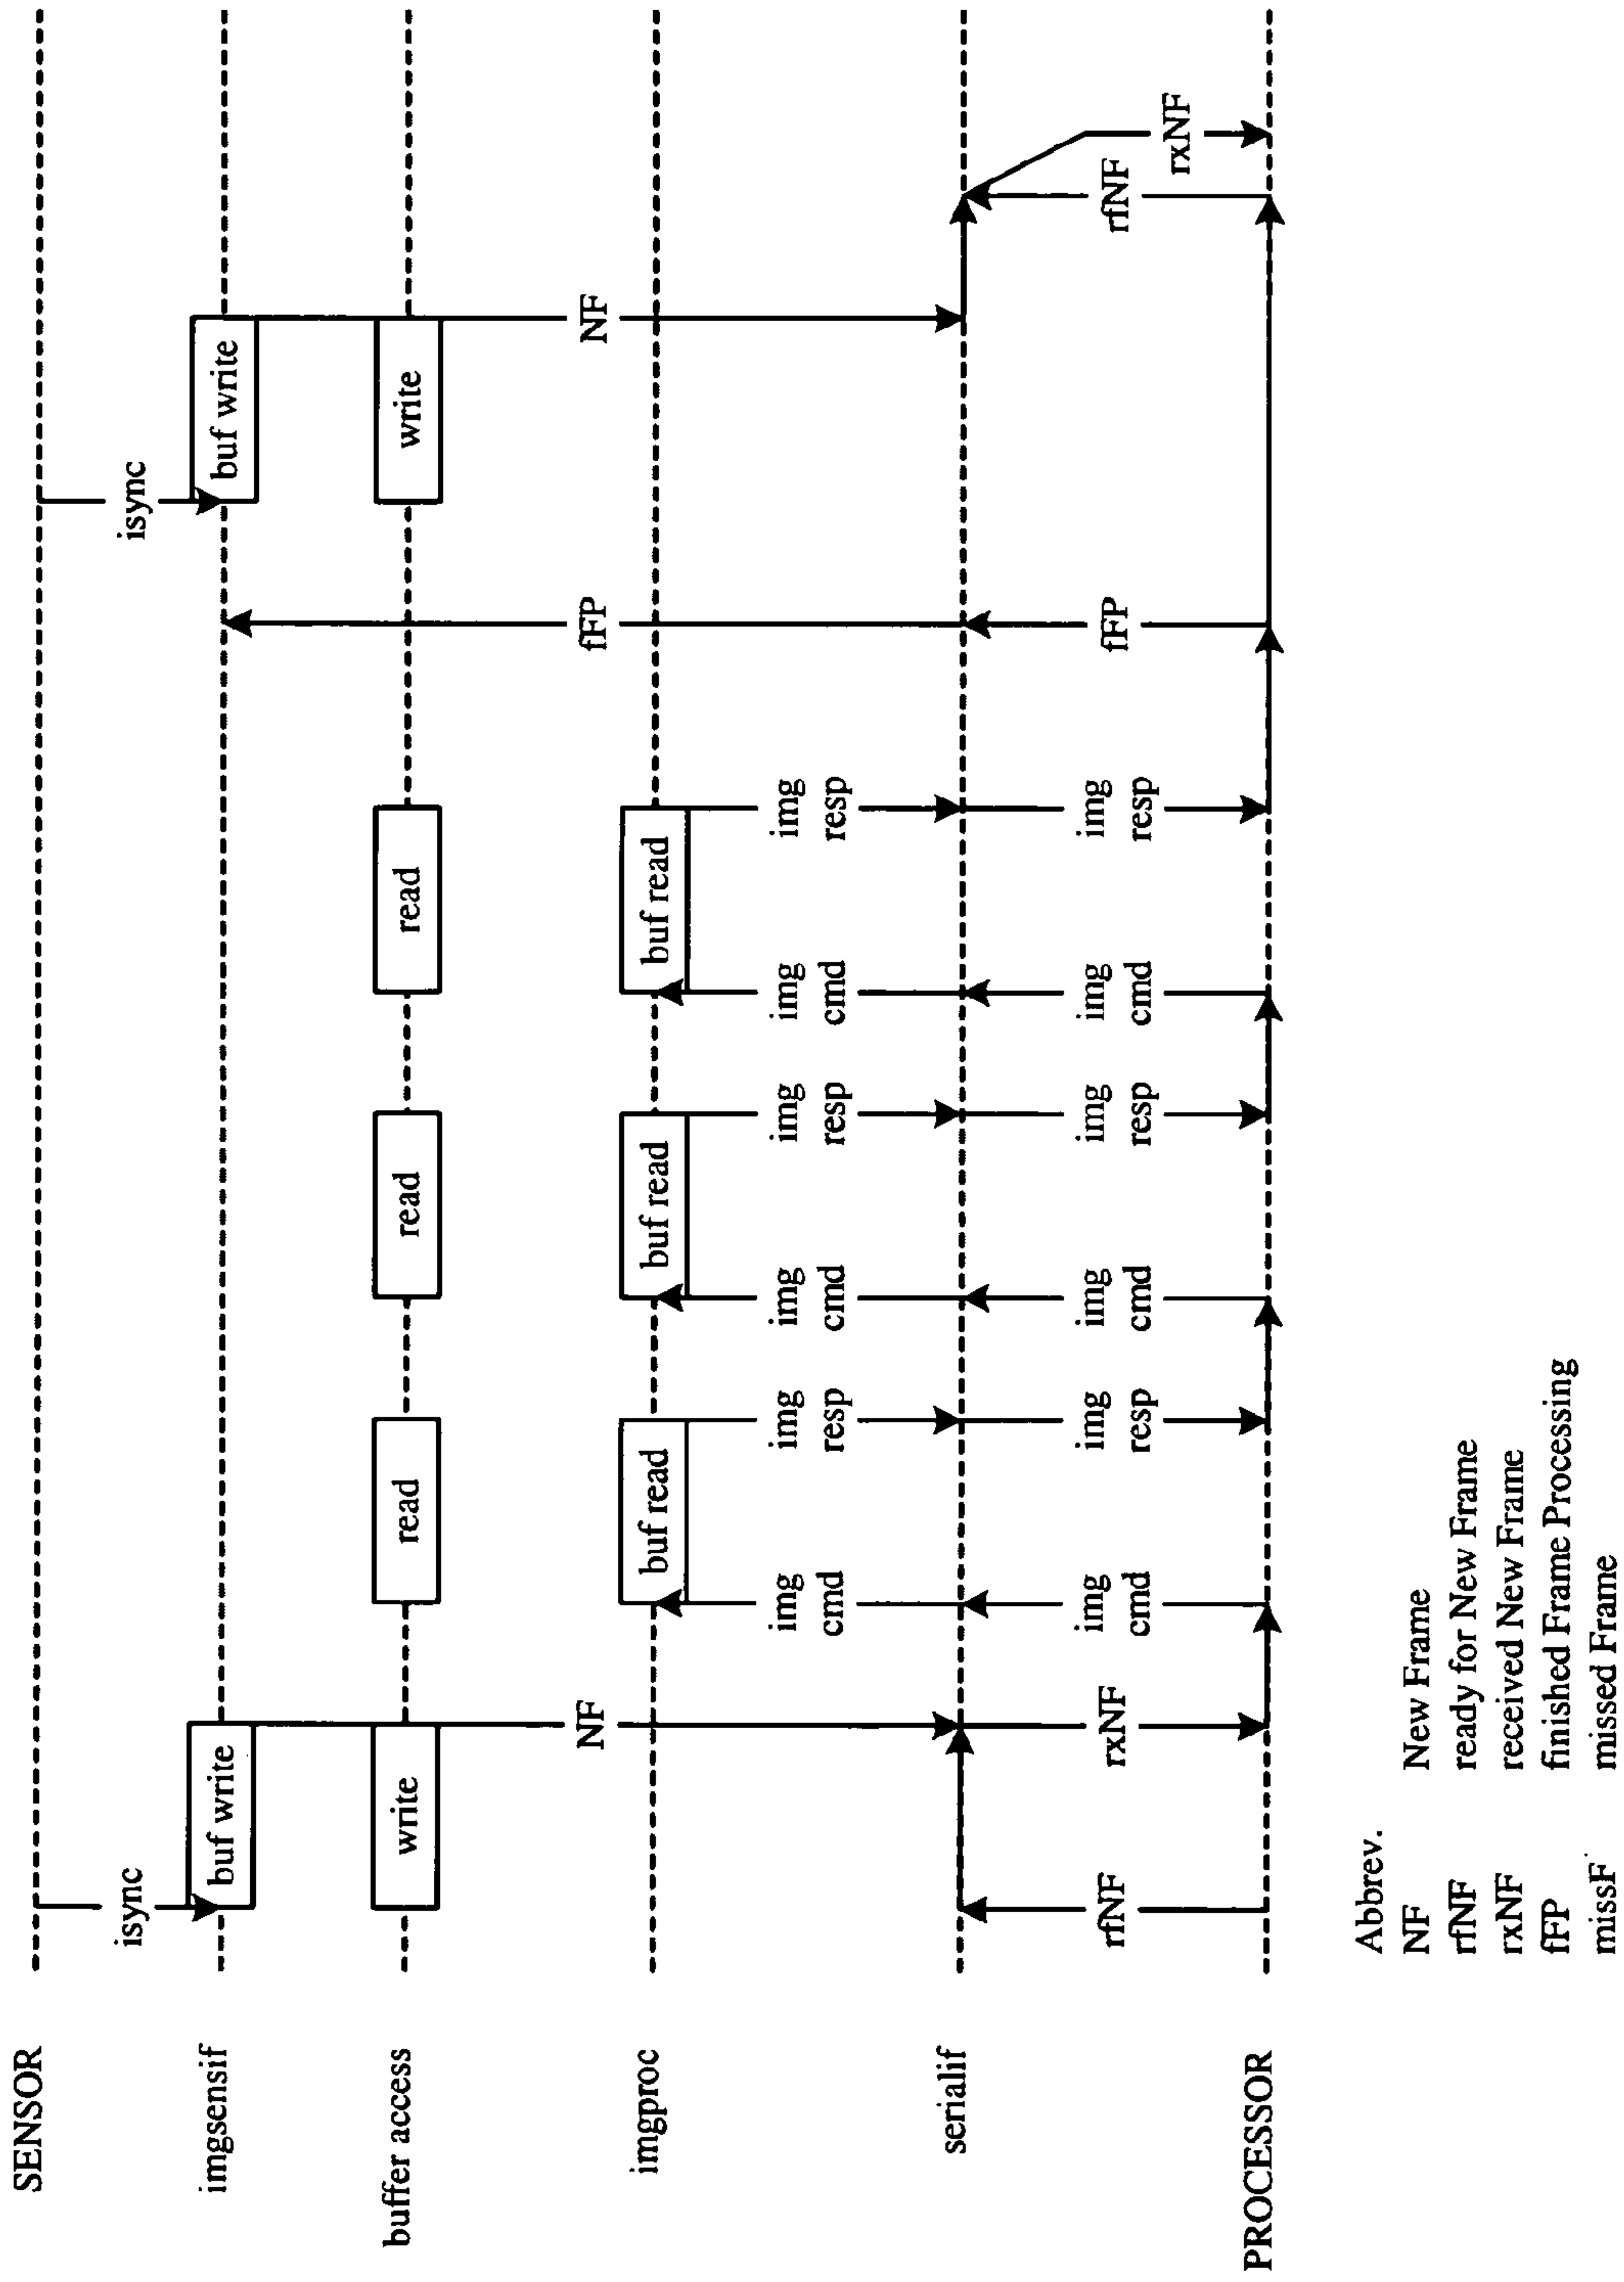 SENSOR
isync isync
imgsensif buf write buf write
buffer access write read read read write
NF fFP NF
imgproc buf read buf read buf read
img img img img img img
cmd resp cmd resp cmd resp
serialif
img img img img img img
rfNF rxNF fFP rfNF
cmd resp cmd resp cmd resp
rxNF
PROCESSOR
Abbrev.
NF New Frame
rfNF ready for New Frame
rxNF received New Frame
fFP finished Frame Processing
missF missed Frame